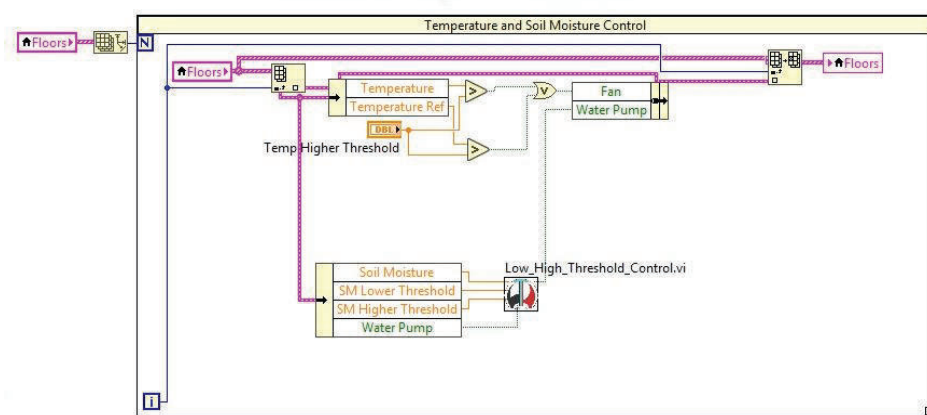 Temperature and Soil Moisture Control
Floors
N
Floors
Floors
Temperature
Temperature Ref
DBL
Temp Higher Threshold
>
>
V
Fan
Water Pump
Soil Moisture
SM Lower Threshold
SM Higher Threshold
Water Pump
Low_High_Threshold_Control.vi
i